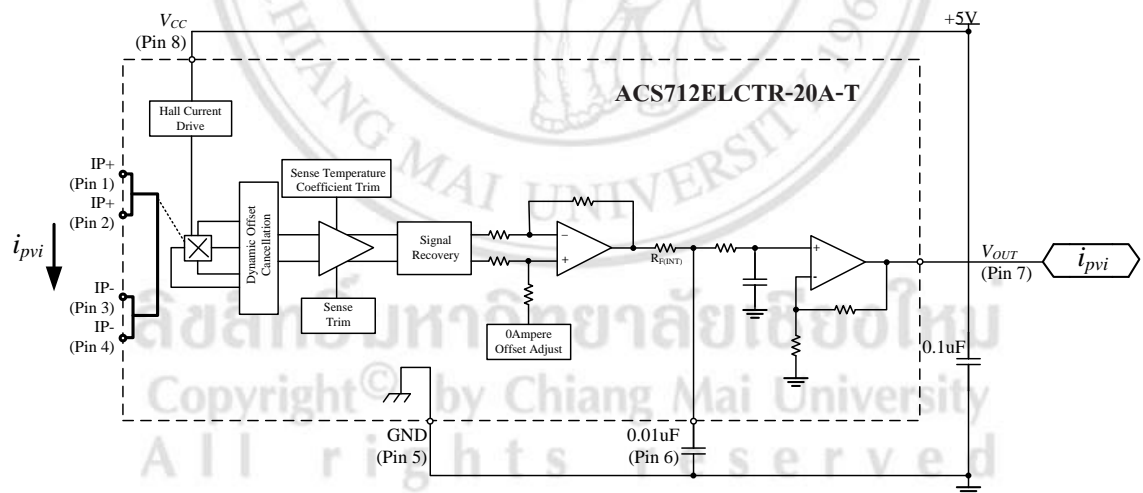 V_CC
(Pin 8)
+5V
ACS712ELCTR-20A-T
Hall Current
Drive
IP+
(Pin 1)
IP+
(Pin 2)
i_pvi
IP-
(Pin 3)
IP-
(Pin 4)
Dynamic Offset
Cancellation
Sense Temperature
Coefficient Trim
Sense
Trim
Signal
Recovery
−
+
0Ampere
Offset Adjust
R_F(INT)
+
-
V_OUT
(Pin 7)
i_pvi
0.1uF
GND
(Pin 5)
0.01uF
(Pin 6)
CHIANG MAI UNIVERSITY 196
ลิขสิทธิ์มหาวิทยาลัยเชียงใหม่
Copyright© by Chiang Mai University
All rights reserved